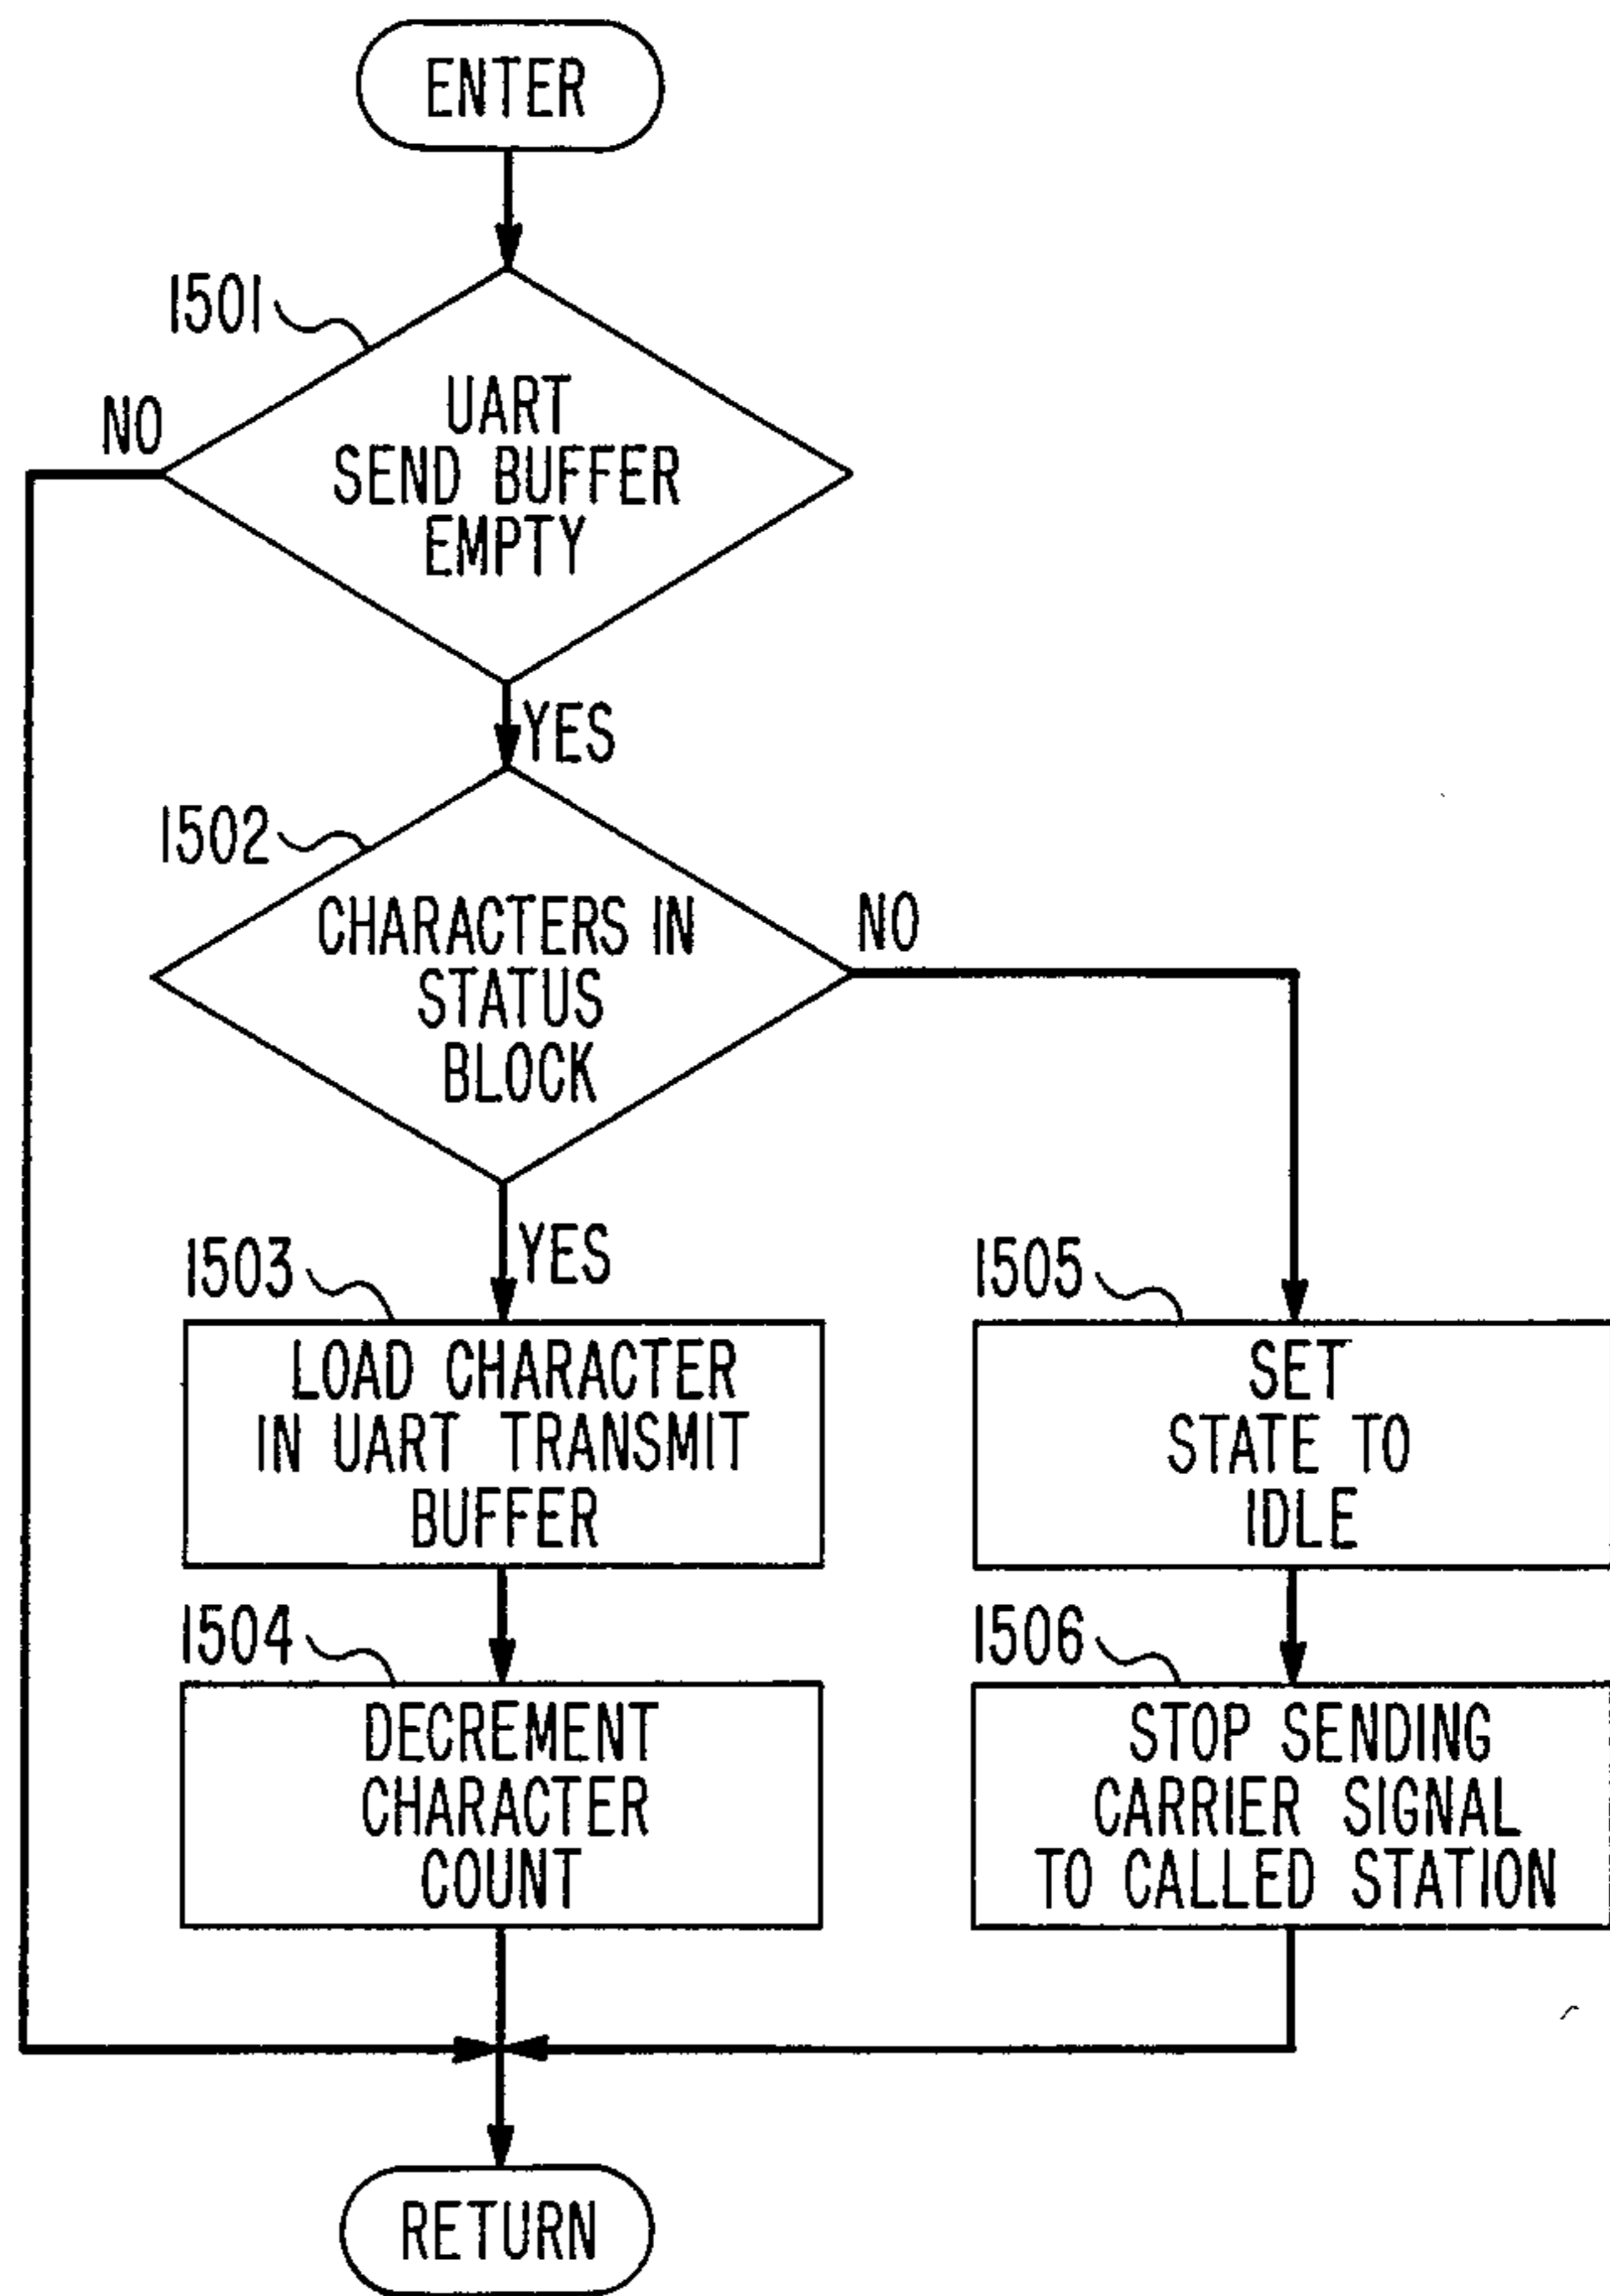 ENTER
1501
NO
UART
SEND BUFFER
EMPTY
YES
1502
CHARACTERS IN
STATUS
BLOCK
NO
YES
1503
LOAD CHARACTER
IN UART TRANSMIT
BUFFER
1505
SET
STATE TO
IDLE
1504
DECREMENT
CHARACTER
COUNT
1506
STOP SENDING
CARRIER SIGNAL
TO CALLED STATION
RETURN